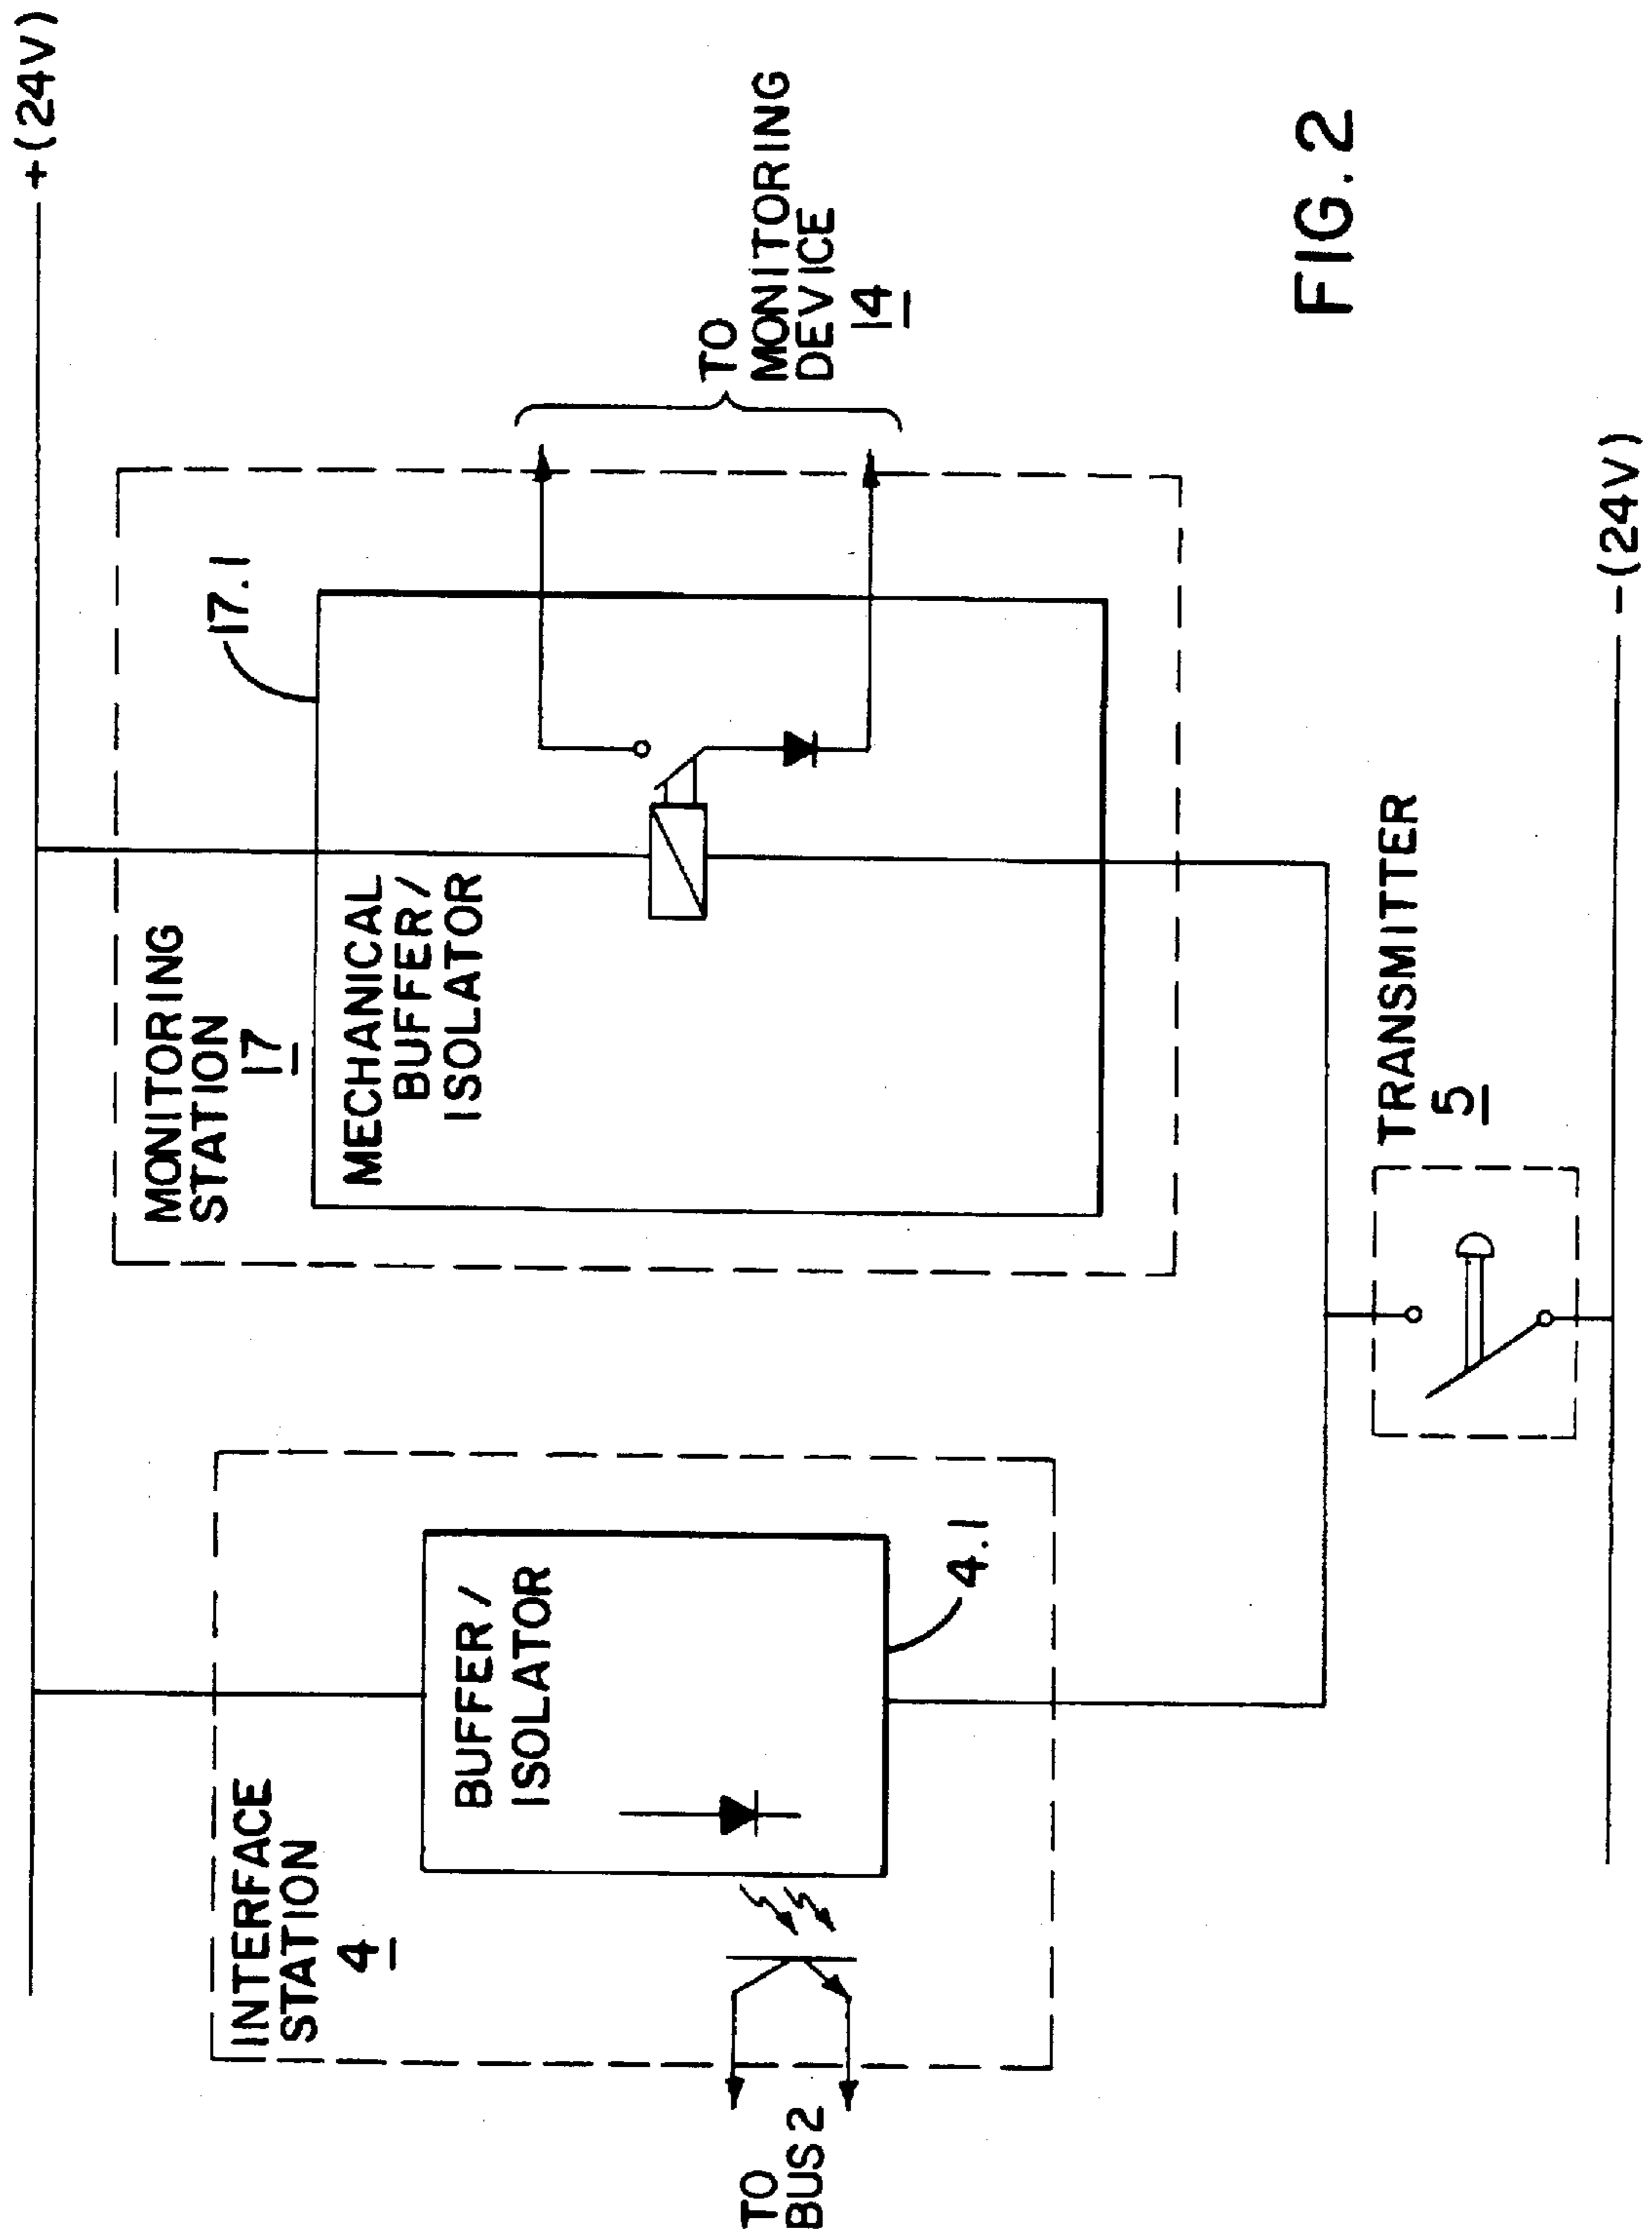 +(24V)
INTERFACE
STATION
4
MONITORING
STATION
17
17.1
BUFFER/
ISOLATOR
MECHANICAL
BUFFER/
ISOLATOR
TO
MONITORING
DEVICE
14
TO
BUS 2
4.1
TRANSMITTER
5
-(24V)
FIG. 2